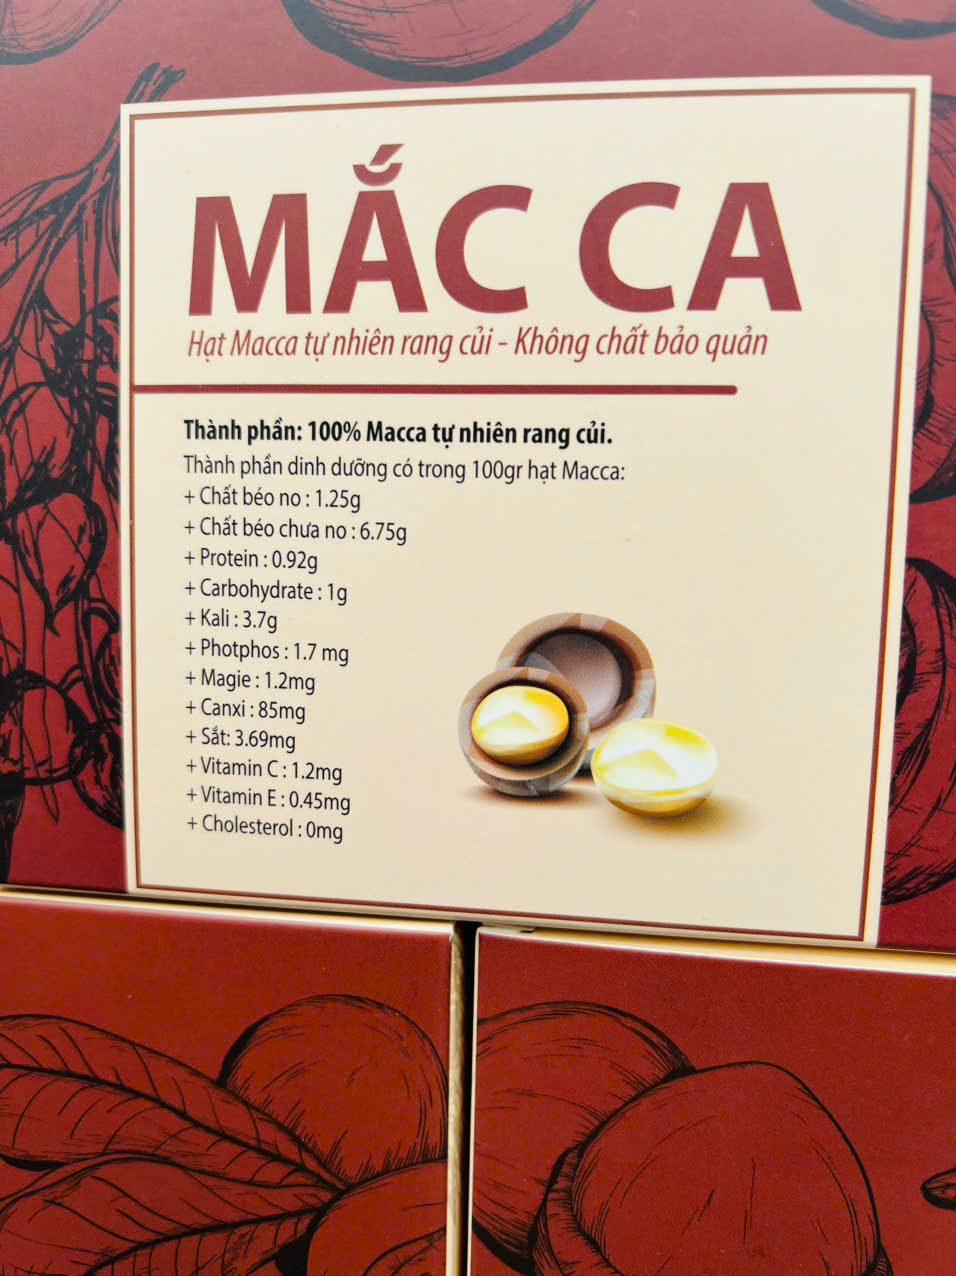 MẮC CA
Hạt Macca tự nhiên rang củi - Không chất bảo quản
Thành phần: 100% Macca tự nhiên rang củi.
Thành phần dinh dưỡng có trong 100gr hạt Macca:
+ Chất béo no : 1.25g
+ Chất béo chưa no : 6.75g
+ Protein : 0.92g
+ Carbohydrate : 1g
+ Kali : 3.7g
+ Photphos : 1.7 mg
+ Magie : 1.2mg
+ Canxi : 85mg
+ Sắt: 3.69mg
+ Vitamin C : 1.2mg
+ Vitamin E : 0.45mg
+ Cholesterol : 0mg